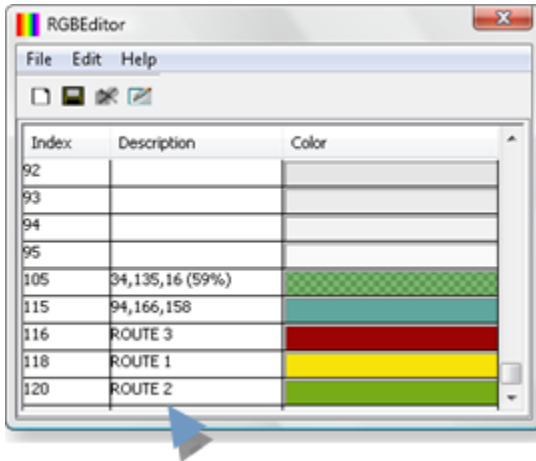 RGBEditor
File Edit Help
Index Description Color
92
93
94
95
105 34,135,16 (59%)
115 94,166,158
116 ROUTE 3
118 ROUTE 1
120 ROUTE 2